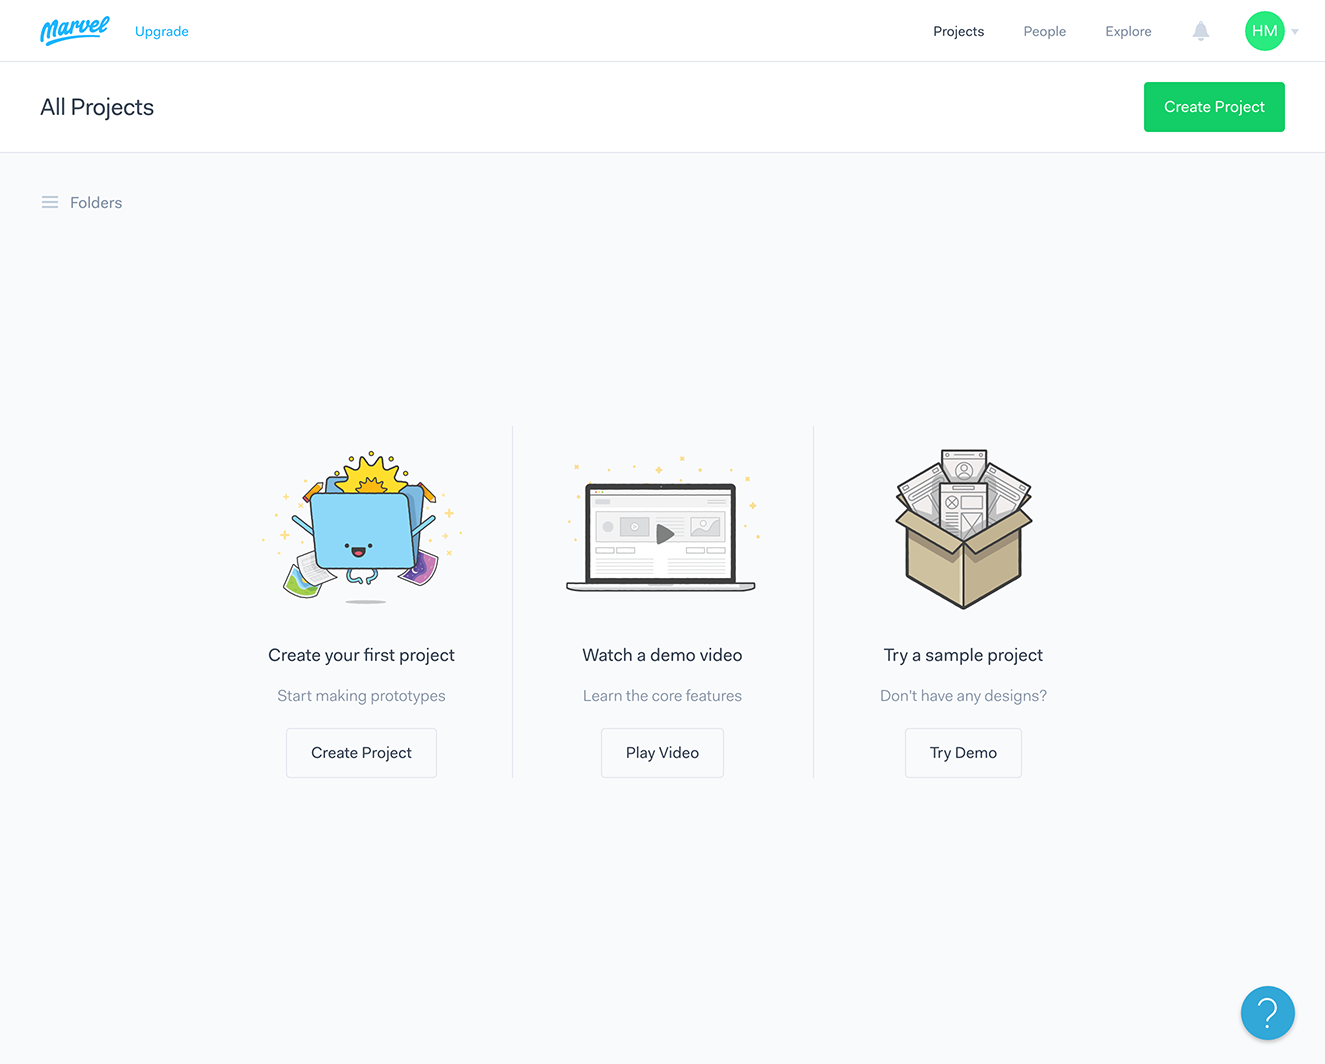 Marvel
Upgrade
Projects
People
Explore
HM
All Projects
Create Project
Folders
Create your first project
Start making prototypes
Create Project
Watch a demo video
Learn the core features
Play Video
Try a sample project
Don't have any designs?
Try Demo
?